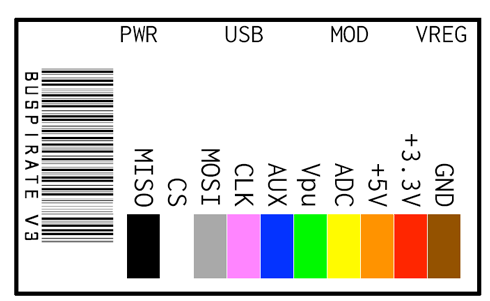 PWR USB MOD VREG
BUSPIRATE V3
MISO
CS
MOSI
CLK
AUX
Vpu
ADC
+5V
+3.3V
GND